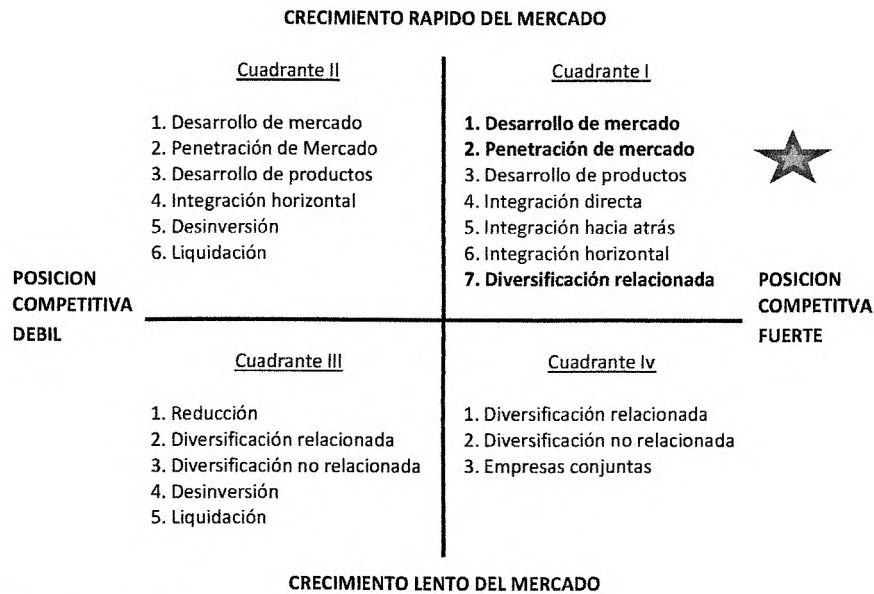 CRECIMIENTO RAPIDO DEL MERCADO
Cuadrante II
1. Desarrollo de mercado
2. Penetración de Mercado
3. Desarrollo de productos
4. Integración horizontal
5. Desinversión
6. Liquidación
Cuadrante I
1. Desarrollo de mercado
2. Penetración de mercado
3. Desarrollo de productos
4. Integración directa
5. Integración hacia atrás
6. Integración horizontal
7. Diversificación relacionada
POSICION
COMPETITIVA
DEBIL
POSICION
COMPETITVA
FUERTE
Cuadrante III
1. Reducción
2. Diversificación relacionada
3. Diversificación no relacionada
4. Desinversión
5. Liquidación
Cuadrante Iv
1. Diversificación relacionada
2. Diversificación no relacionada
3. Empresas conjuntas
CRECIMIENTO LENTO DEL MERCADO